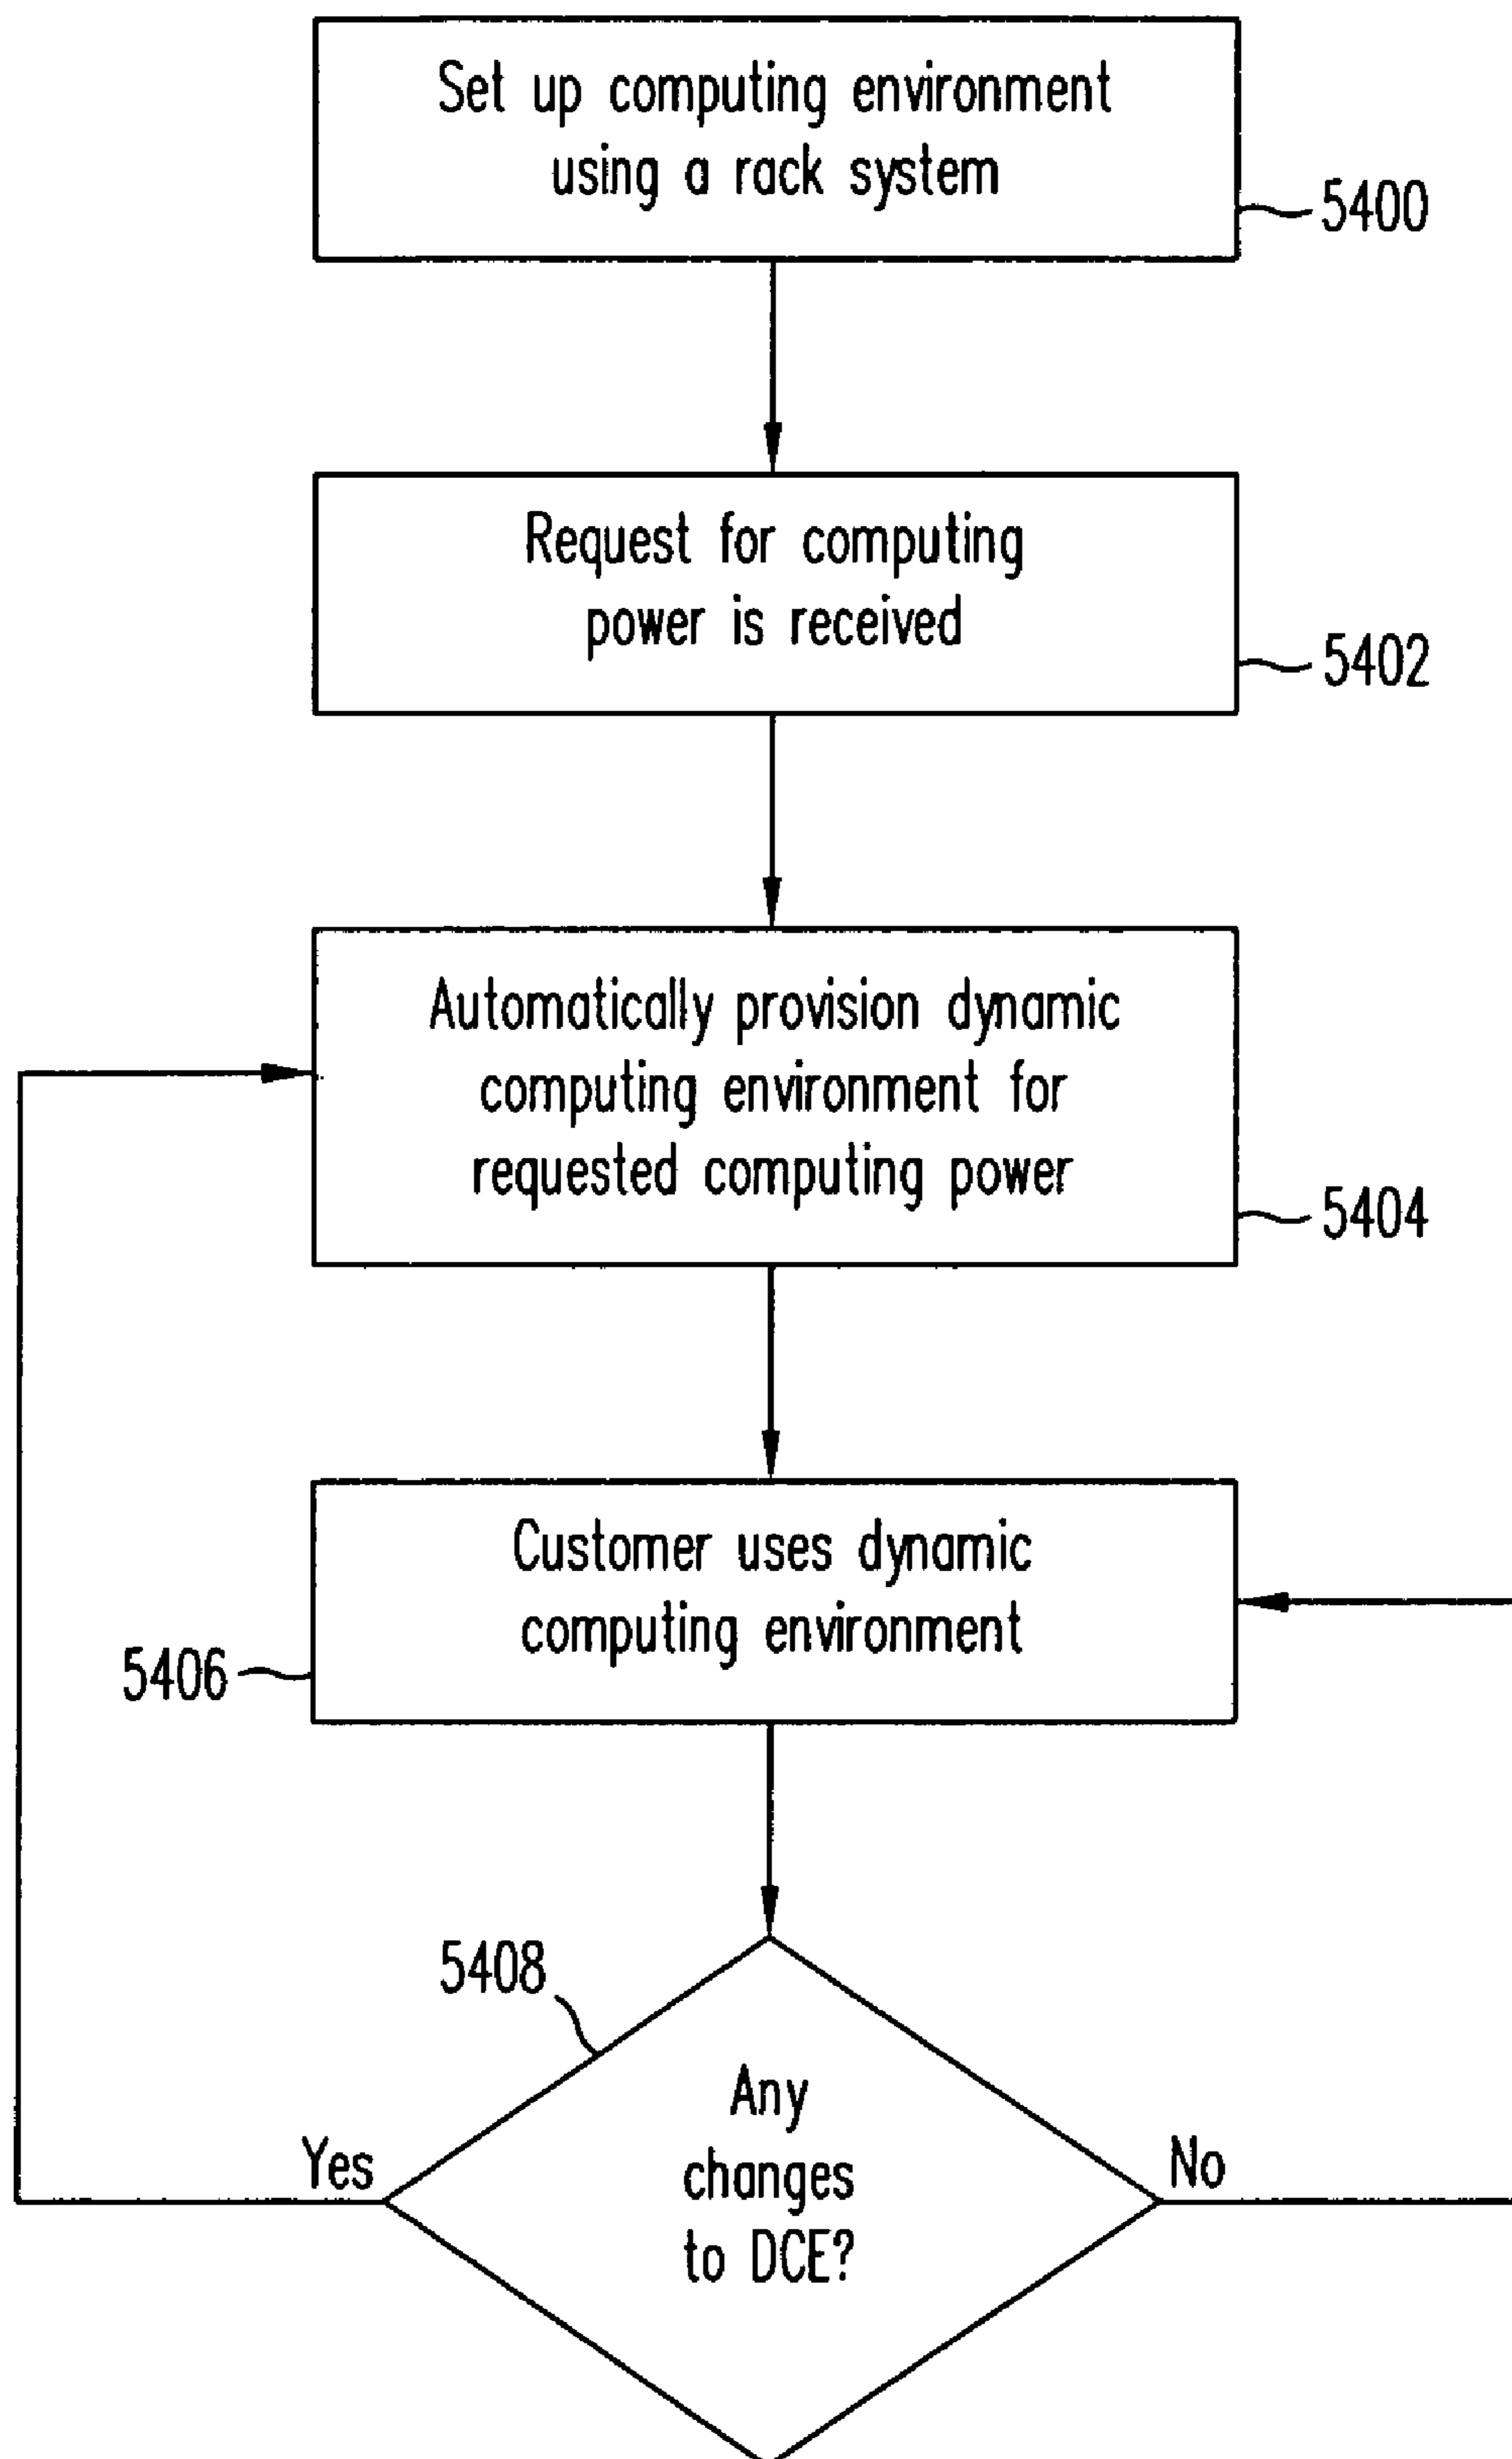 Set up computing environment
using a rack system
5400
Request for computing
power is received
5402
Automatically provision dynamic
computing environment for
requested computing power
5404
Customer uses dynamic
computing environment
5406
5408
Any
changes
to DCE?
Yes
No